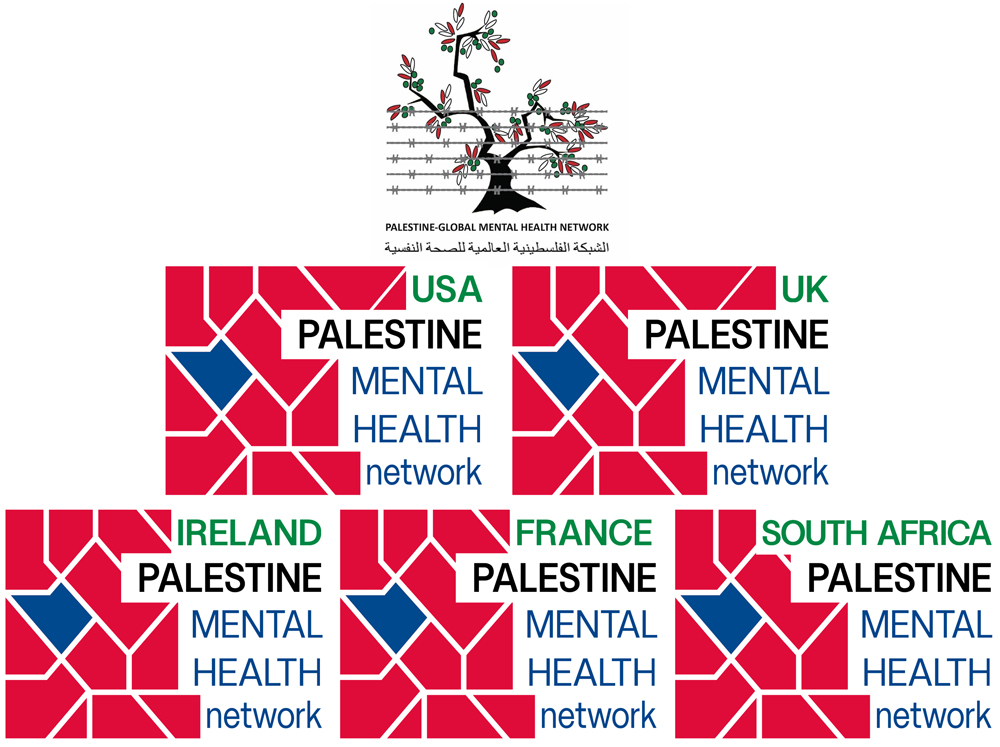 PALESTINE-GLOBAL MENTAL HEALTH NETWORK
الشبكة الفلسطينية العالمية للصحة النفسية
USA
PALESTINE
MENTAL
HEALTH
network
UK
PALESTINE
MENTAL
HEALTH
network
IRELAND
PALESTINE
MENTAL
HEALTH
network
FRANCE
PALESTINE
MENTAL
HEALTH
network
SOUTH AFRICA
PALESTINE
MENTAL
HEALTH
network